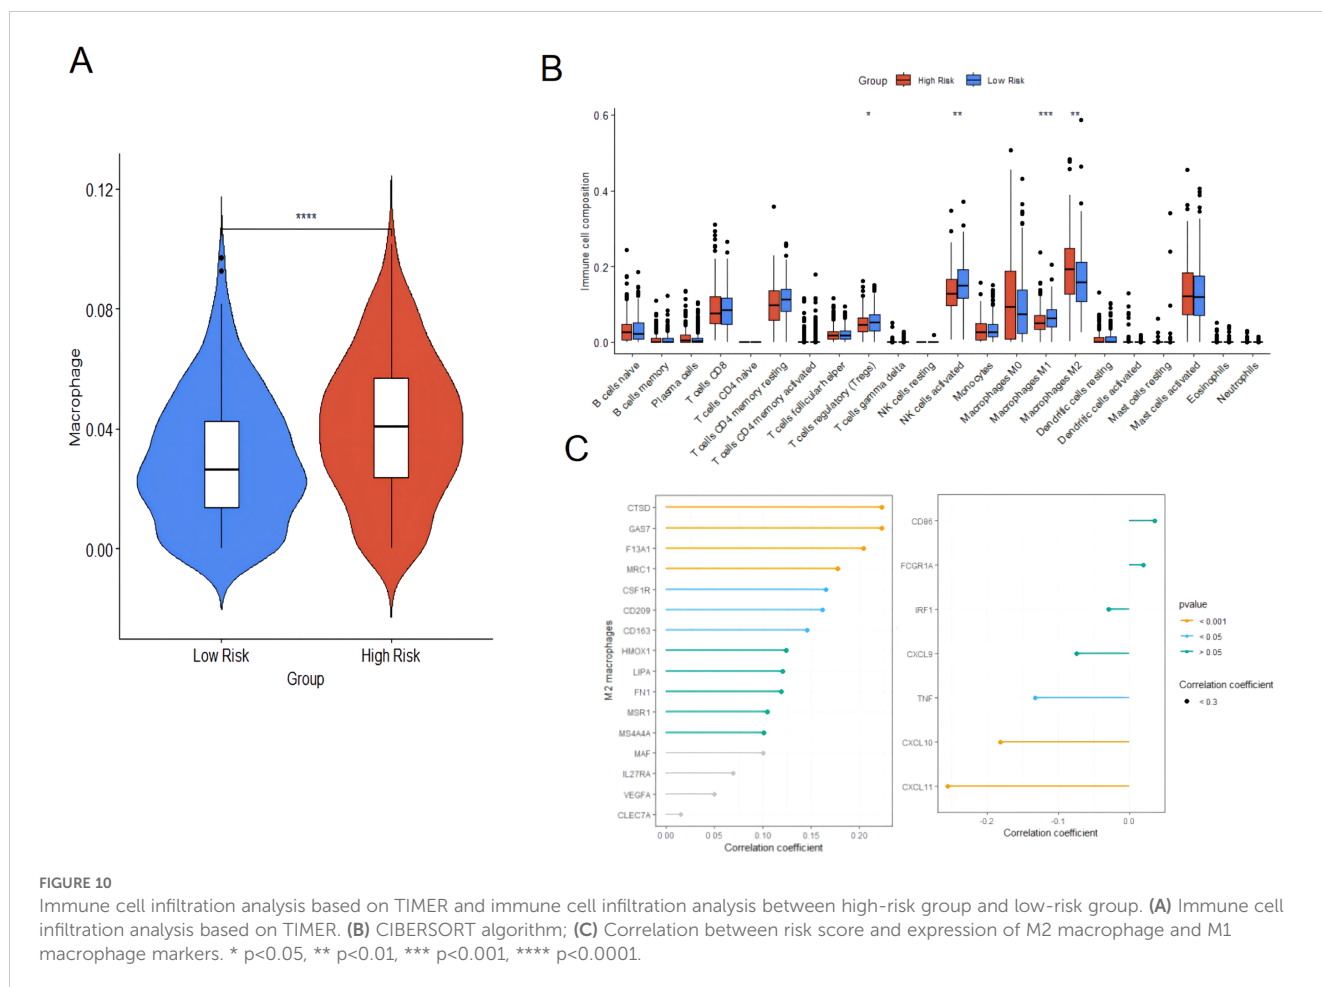 A
0.12
0.08
0.04
0.00
Macrophage
****
Low Risk
High Risk
Group
B
Group High Risk Low Risk
0.6
0.4
0.2
0.0
Immune cell composition
* ** *** **
B cells naive
B cells memory
Plasma cells
T cells CD8
T cells CD4 naive
T cells CD4 memory resting
T cells CD4 memory activated
T cells follicular helper
T cells regulatory (Tregs)
T cells gamma delta
NK cells resting
NK cells activated
Monocytes
Macrophages M0
Macrophages M1
Macrophages M2
Dendritic cells resting
Dendritic cells activated
Mast cells resting
Mast cells activated
Eosinophils
Neutrophils
C
M2 macrophages
CTSD
GAS7
F13A1
MRC1
CSF1R
CD209
CD163
HMOX1
LIPA
FN1
MSR1
MS4A4A
MAF
IL27RA
VEGFA
CLEC7A
0.00 0.05 0.10 0.15 0.20
Correlation coefficient
CD86
FCGR1A
IRF1
CXCL9
TNF
CXCL10
CXCL11
-0.2 -0.1 0.0
Correlation coefficient
pvalue
< 0.001
< 0.05
> 0.05
Correlation coefficient
< 0.3
FIGURE 10
Immune cell infiltration analysis based on TIMER and immune cell infiltration analysis between high-risk group and low-risk group. (A) Immune cell
infiltration analysis based on TIMER. (B) CIBERSORT algorithm; (C) Correlation between risk score and expression of M2 macrophage and M1
macrophage markers. * p<0.05, ** p<0.01, *** p<0.001, **** p<0.0001.